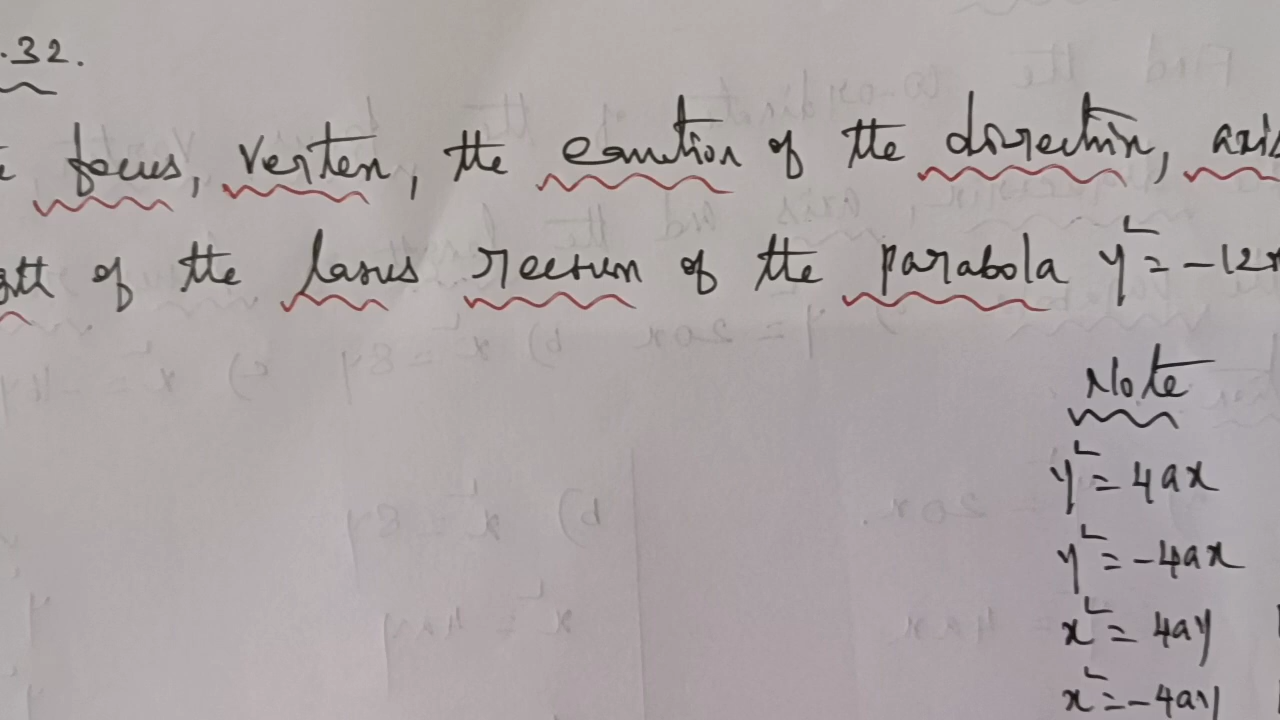 .32.
focus, vertex, the equation of the directrix, axis
of the latus rectum of the parabola y² = -12x
Note
y² = 4ax
y² = -4ax
x² = 4ay
x² = -4ay